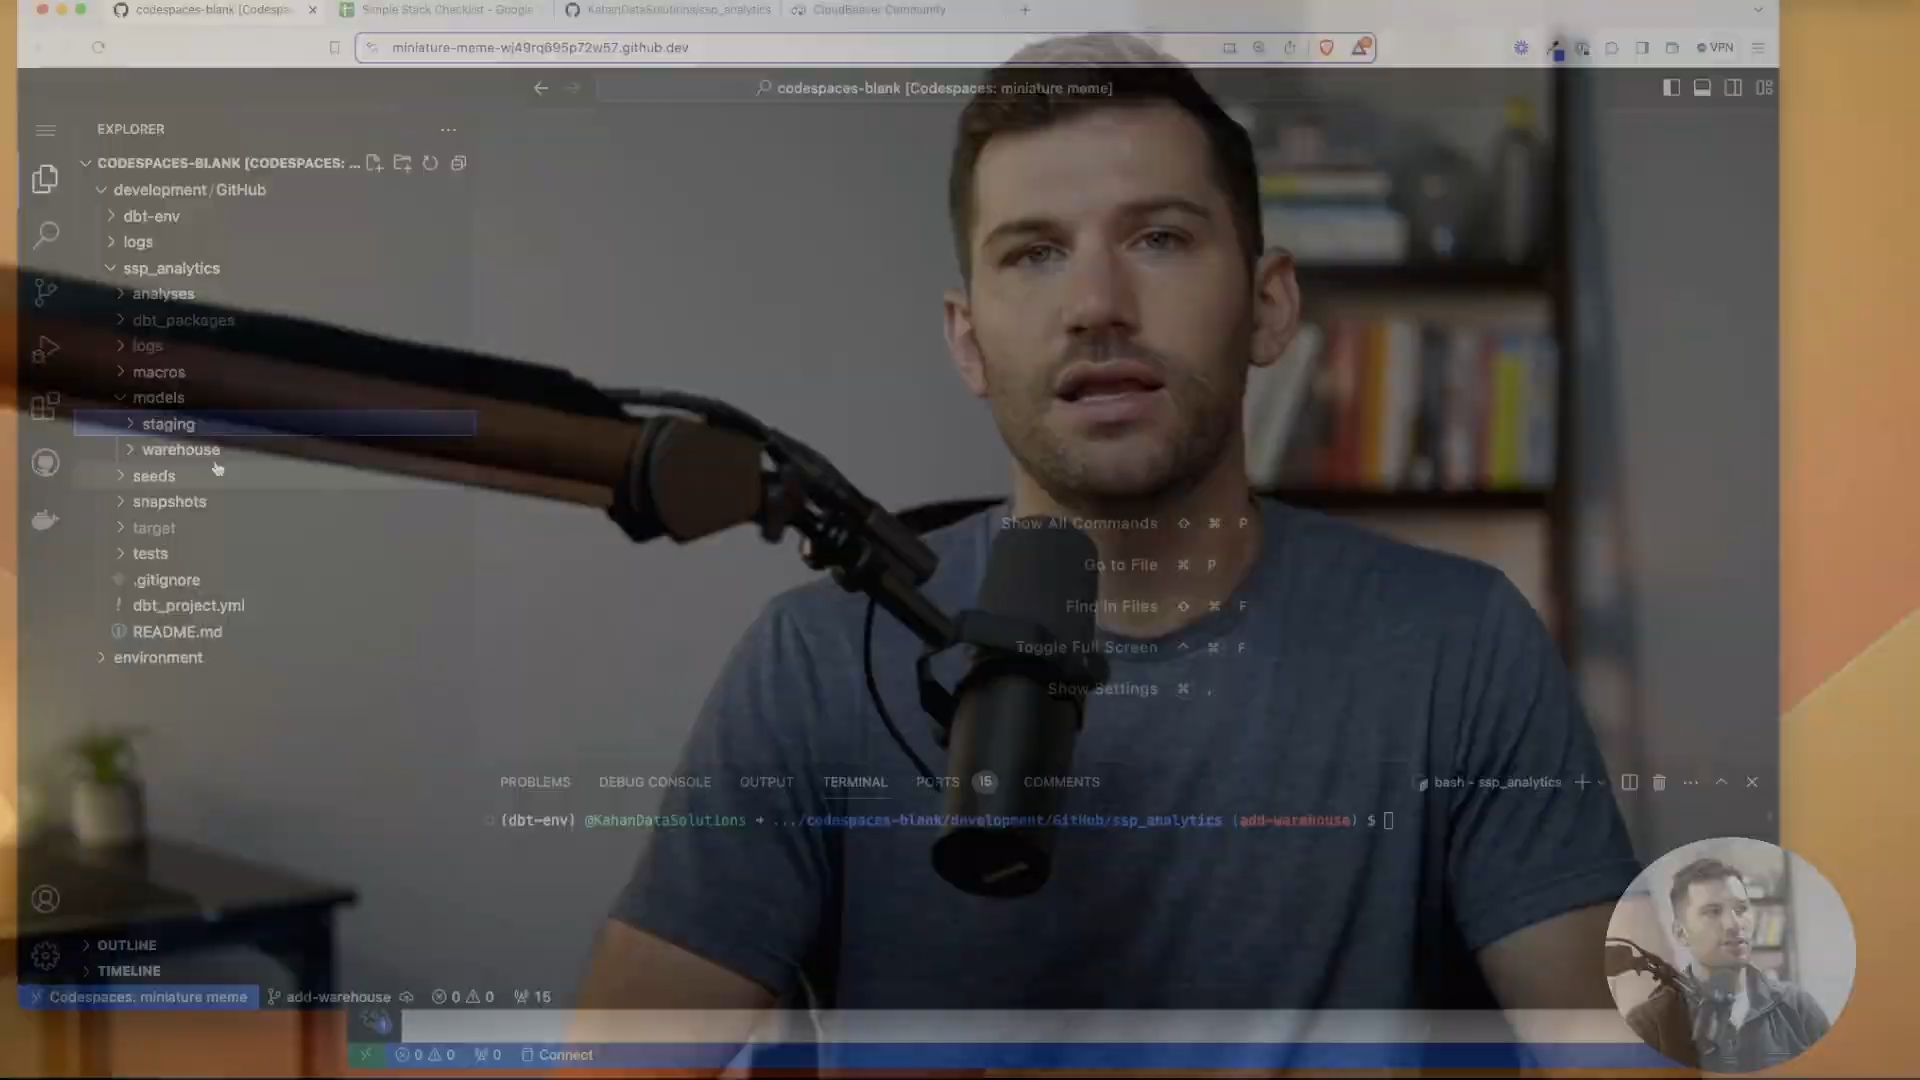 codespaces-blank [Codespa
Simple Stack Checklist - Google
KahanDataSolutions/ssp_analytics
CloudBeaver Community
miniature-meme-wj49rq695p72w57.github.dev
VPN
codespaces-blank [Codespaces: miniature meme]
EXPLORER
CODESPACES-BLANK [CODESPACES: ...
development / GitHub
dbt-env
logs
ssp_analytics
analyses
dbt_packages
logs
macros
models
staging
warehouse
seeds
snapshots
target
tests
.gitignore
dbt_project.yml
README.md
environment
Show All Commands ⇧ ⌘ P
Go to File ⌘ P
Find in Files ⇧ ⌘ F
Toggle Full Screen ^ ⌘ F
Show Settings ⌘ ,
PROBLEMS DEBUG CONSOLE OUTPUT TERMINAL PORTS 15 COMMENTS
bash - ssp_analytics
(dbt-env) @KahanDataSolutions → .../codespaces-blank/development/GitHub/ssp_analytics (add-warehouse) $
OUTLINE
TIMELINE
Codespaces: miniature meme add-warehouse 0 0 15
0 0 0 Connect